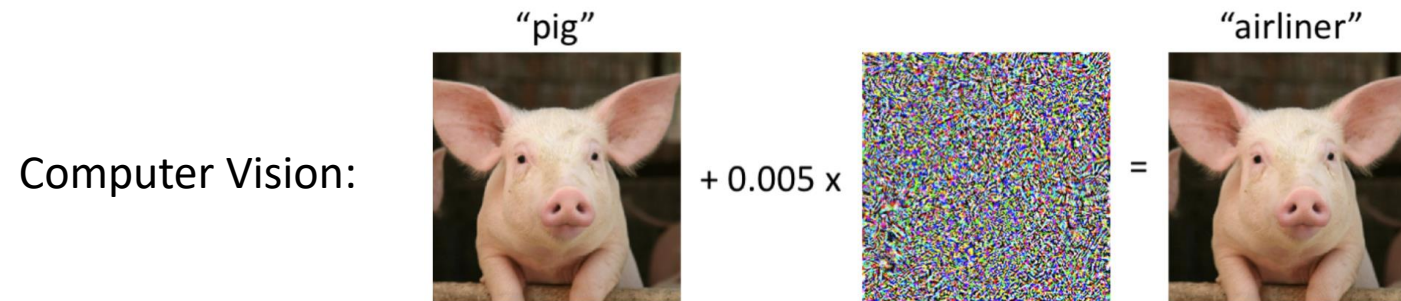 “pig”
“airliner”
Computer Vision:
+ 0.005 x
=